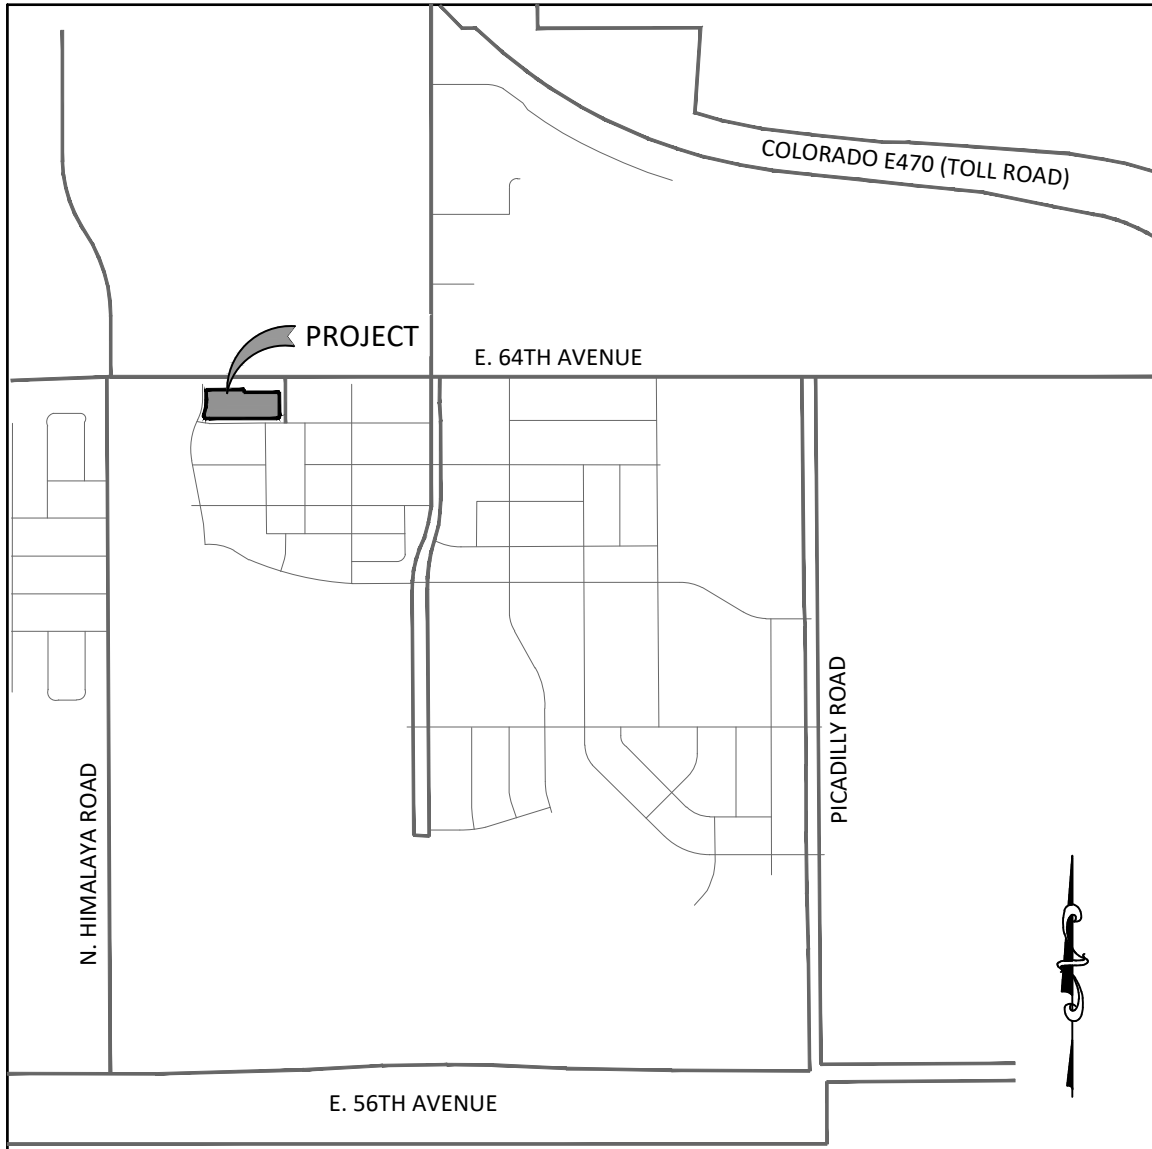 COLORADO E470 (TOLL ROAD)
PROJECT
E. 64TH AVENUE
PICADILLY ROAD
N. HIMALAYA ROAD
E. 56TH AVENUE